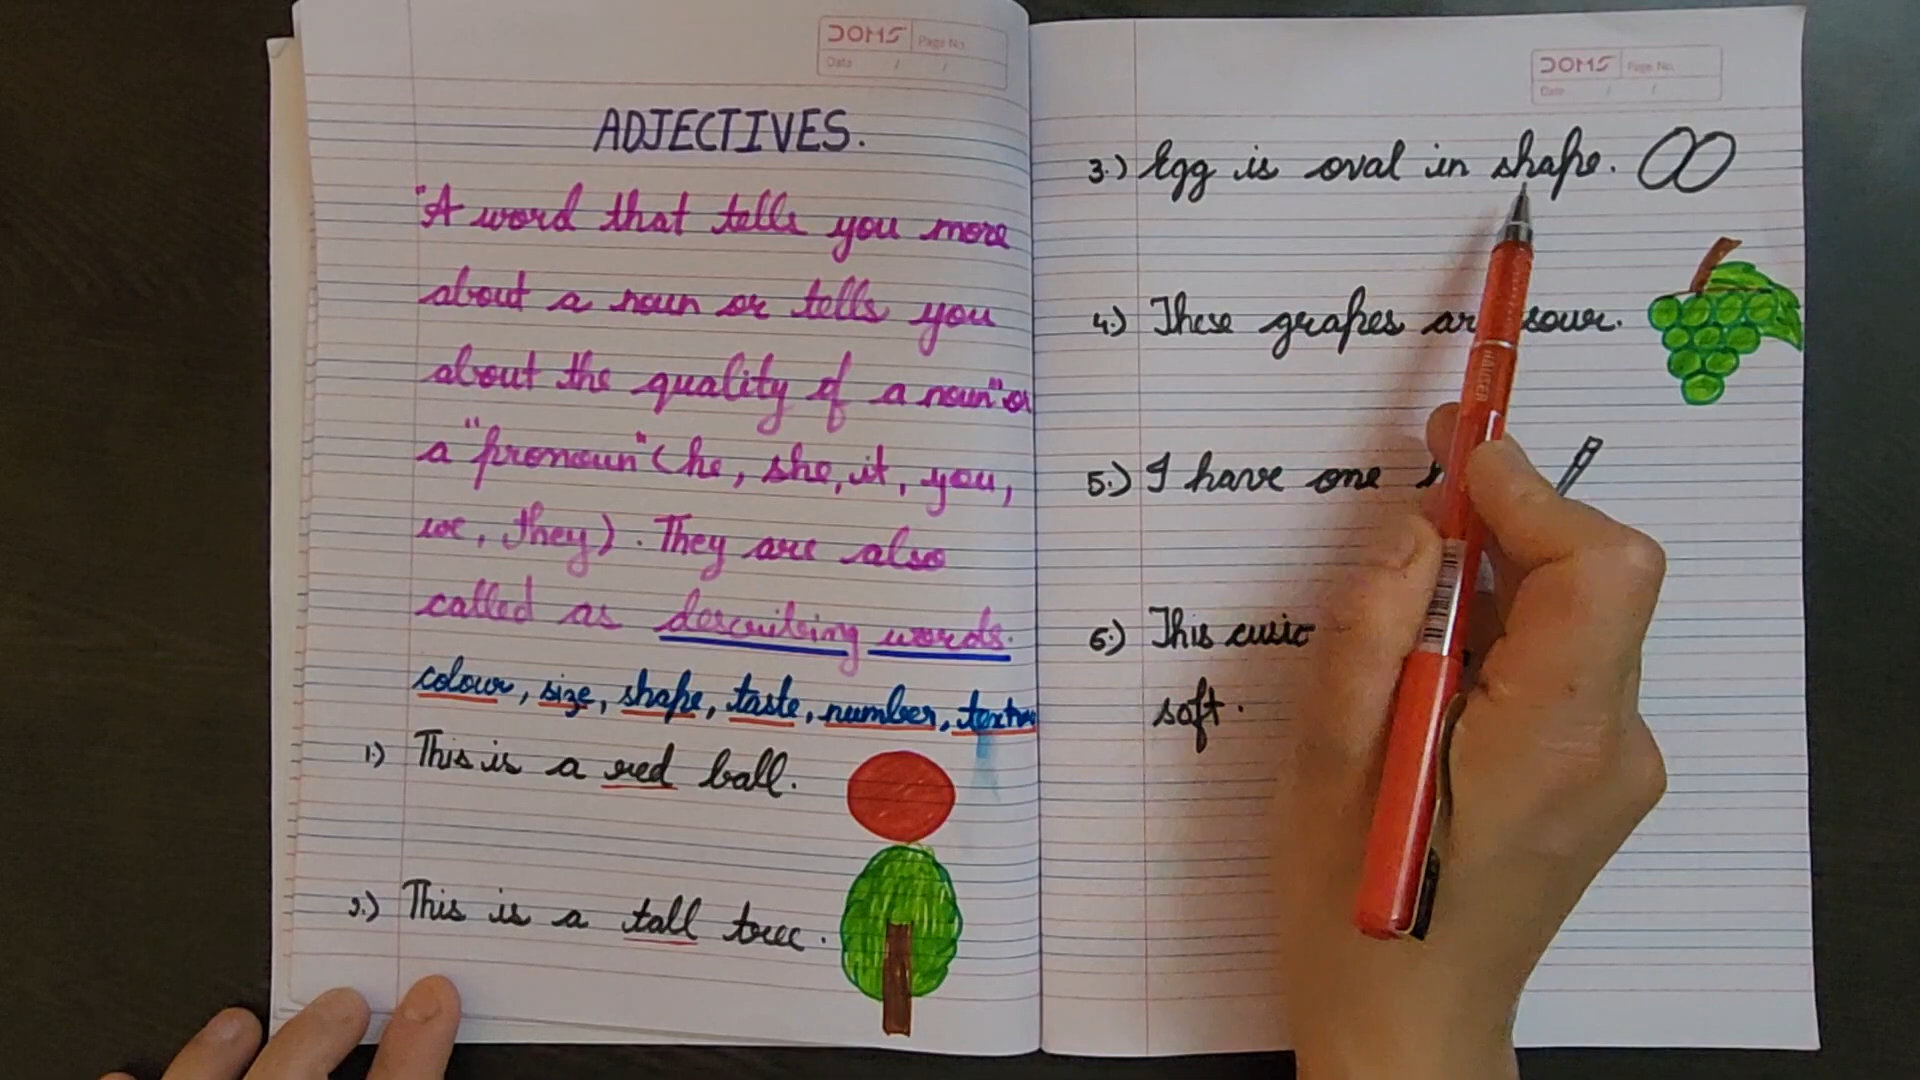 DOMS Page No.
Date / /
ADJECTIVES.
"A word that tells you more
about a noun or tells you
about the quality of a noun" or
a "pronoun" (he, she, it, you,
we, they). They are also
called as describing words.
colour, size, shape, taste, number,
1.) This is a red ball.
2.) This is a tall tree.
DOMS Page No.
Date / /
3.) Egg is oval in shape.
4.) These grapes are sour.
5.) I have one
6.) This
soft.
HAUSER